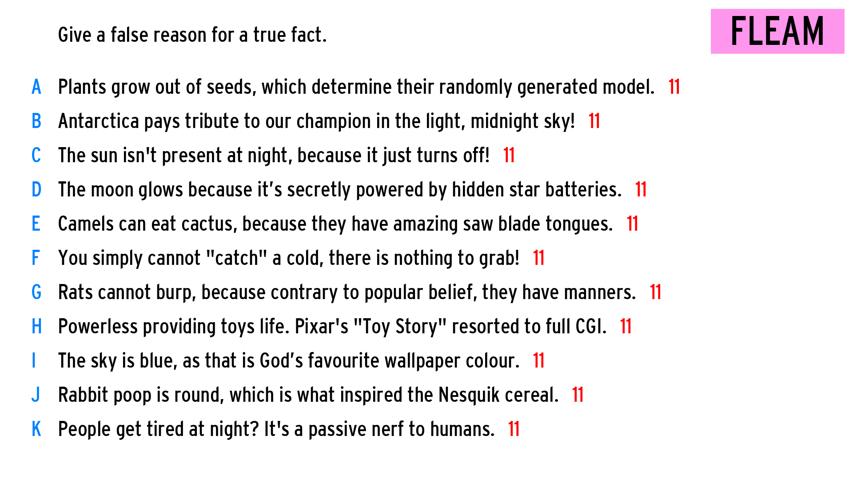 Give a false reason for a true fact.
FLEAM
A Plants grow out of seeds, which determine their randomly generated model. 11
B Antarctica pays tribute to our champion in the light, midnight sky! 11
C The sun isn't present at night, because it just turns off! 11
D The moon glows because it’s secretly powered by hidden star batteries. 11
E Camels can eat cactus, because they have amazing saw blade tongues. 11
F You simply cannot "catch" a cold, there is nothing to grab! 11
G Rats cannot burp, because contrary to popular belief, they have manners. 11
H Powerless providing toys life. Pixar's "Toy Story" resorted to full CGI. 11
I The sky is blue, as that is God’s favourite wallpaper colour. 11
J Rabbit poop is round, which is what inspired the Nesquik cereal. 11
K People get tired at night? It's a passive nerf to humans. 11